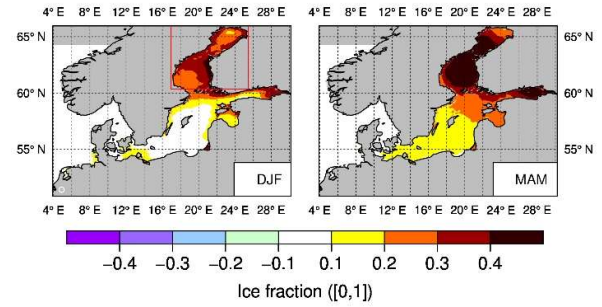 4° E 8° E 12° E 16° E 20° E 24° E 28° E 4° E 8° E 12° E 16° E 20° E 24° E 28° E
65° N 65° N
60° N 60° N
55° N 55° N
DJF MAM
4° E 8° E 12° E 16° E 20° E 24° E 28° E 4° E 8° E 12° E 16° E 20° E 24° E 28° E
−0.4 −0.3 −0.2 −0.1 0.1 0.2 0.3 0.4
Ice fraction ([0,1])